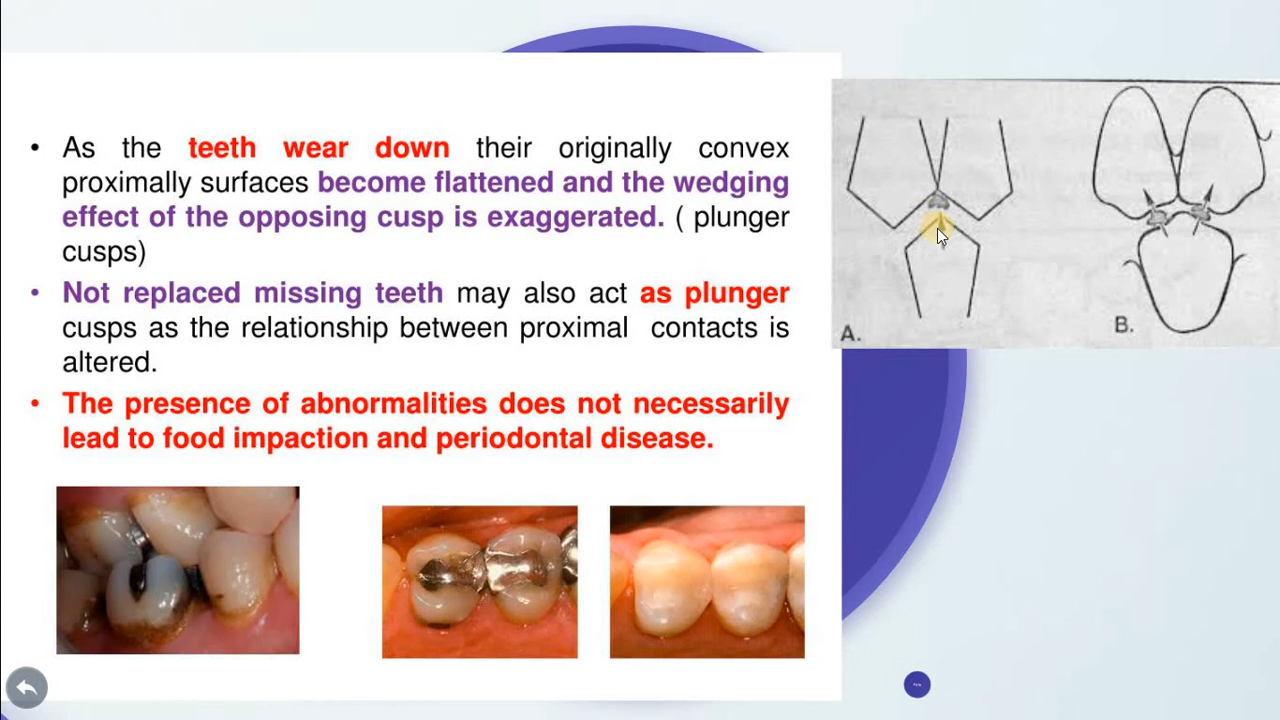 • As the teeth wear down their originally convex
proximally surfaces become flattened and the wedging
effect of the opposing cusp is exaggerated. ( plunger
cusps)
• Not replaced missing teeth may also act as plunger
cusps as the relationship between proximal contacts is
altered.
• The presence of abnormalities does not necessarily
lead to food impaction and periodontal disease.
A.
B.